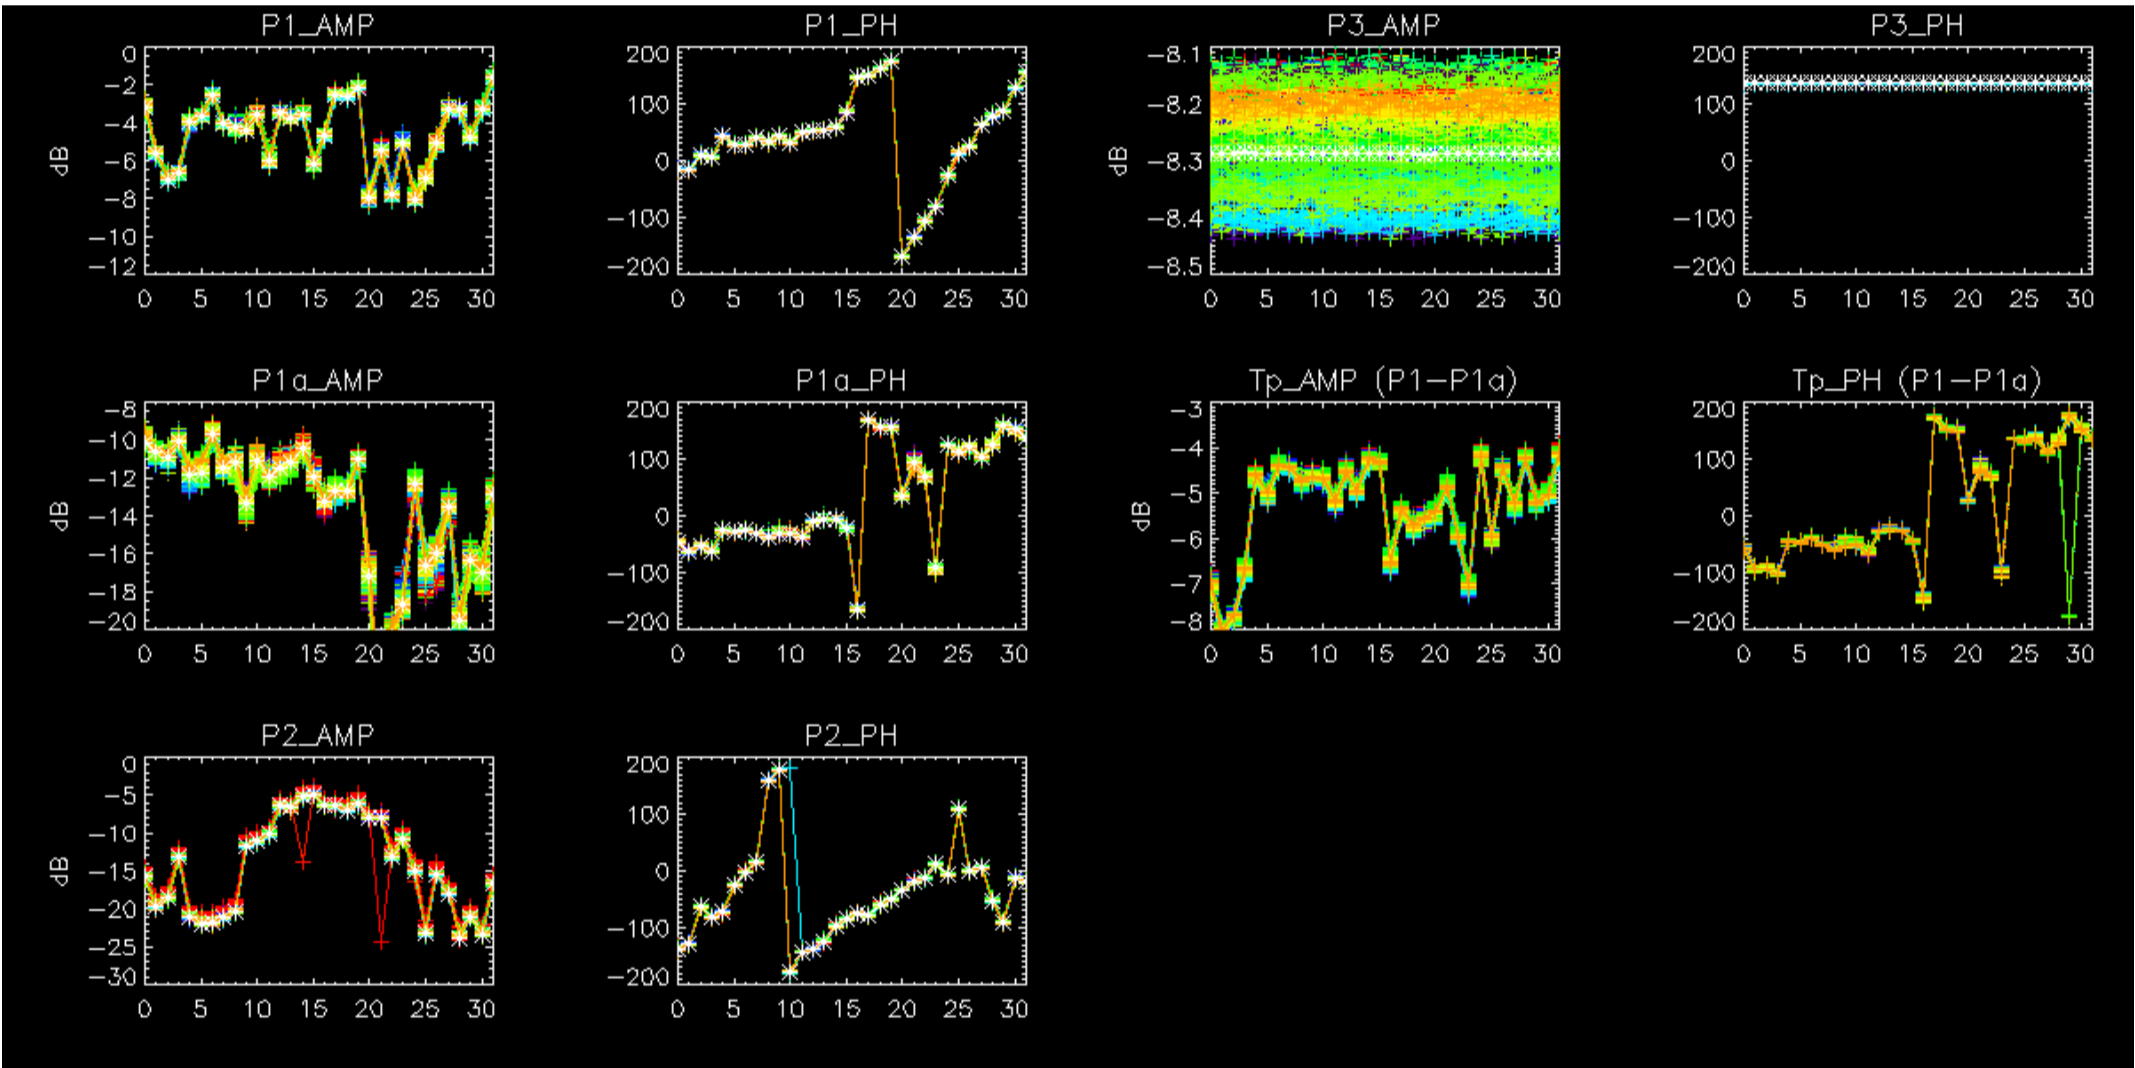 P1_AMP
dB
0
−2
−4
−6
−8
−10
−12
0 5 10 15 20 25 30
P1_PH
200
100
0
−100
−200
0 5 10 15 20 25 30
P3_AMP
dB
−8.1
−8.2
−8.3
−8.4
−8.5
0 5 10 15 20 25 30
P3_PH
200
100
0
−100
−200
0 5 10 15 20 25 30
P1a_AMP
dB
−8
−10
−12
−14
−16
−18
−20
0 5 10 15 20 25 30
P1a_PH
200
100
0
−100
−200
0 5 10 15 20 25 30
Tp_AMP (P1−P1a)
dB
−3
−4
−5
−6
−7
−8
0 5 10 15 20 25 30
Tp_PH (P1−P1a)
200
100
0
−100
−200
0 5 10 15 20 25 30
P2_AMP
dB
0
−5
−10
−15
−20
−25
−30
0 5 10 15 20 25 30
P2_PH
200
100
0
−100
−200
0 5 10 15 20 25 30